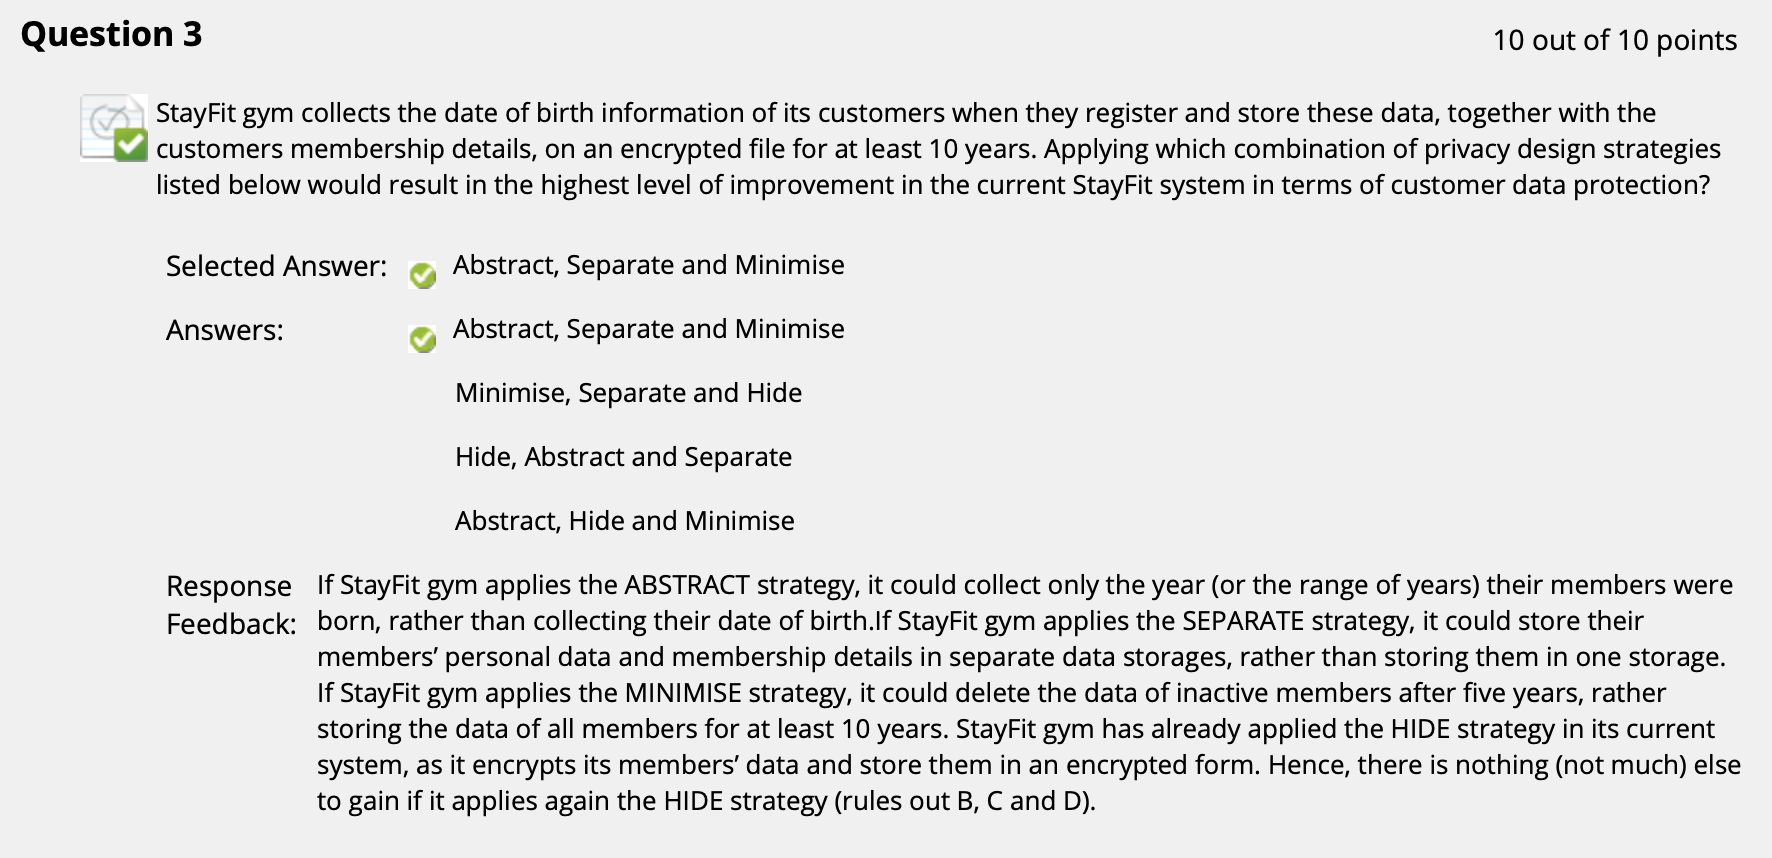 Question 3
10 out of 10 points
StayFit gym collects the date of birth information of its customers when they register and store these data, together with the
customers membership details, on an encrypted file for at least 10 years. Applying which combination of privacy design strategies
listed below would result in the highest level of improvement in the current StayFit system in terms of customer data protection?
Selected Answer: Abstract, Separate and Minimise
Answers: Abstract, Separate and Minimise
Minimise, Separate and Hide
Hide, Abstract and Separate
Abstract, Hide and Minimise
Response Feedback:
If StayFit gym applies the ABSTRACT strategy, it could collect only the year (or the range of years) their members were
born, rather than collecting their date of birth.If StayFit gym applies the SEPARATE strategy, it could store their
members’ personal data and membership details in separate data storages, rather than storing them in one storage.
If StayFit gym applies the MINIMISE strategy, it could delete the data of inactive members after five years, rather
storing the data of all members for at least 10 years. StayFit gym has already applied the HIDE strategy in its current
system, as it encrypts its members’ data and store them in an encrypted form. Hence, there is nothing (not much) else
to gain if it applies again the HIDE strategy (rules out B, C and D).